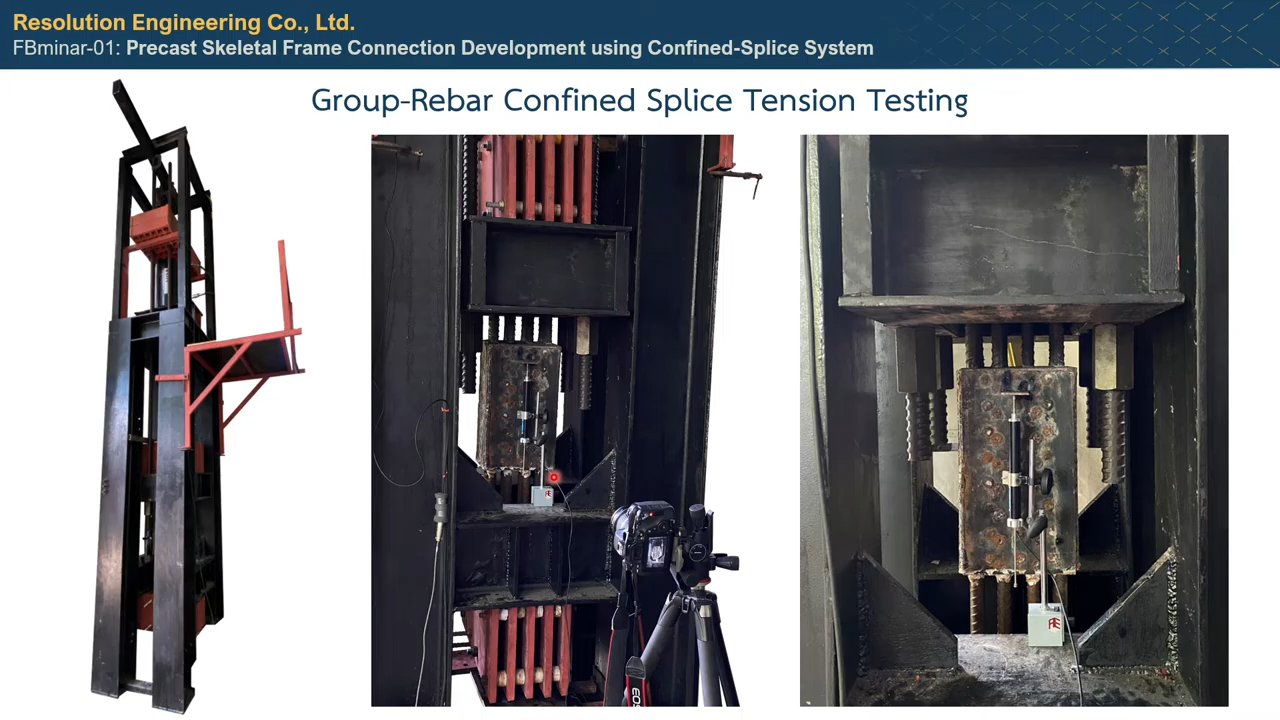 Resolution Engineering Co., Ltd.
FBminar-01: Precast Skeletal Frame Connection Development using Confined-Splice System
Group-Rebar Confined Splice Tension Testing
EOS